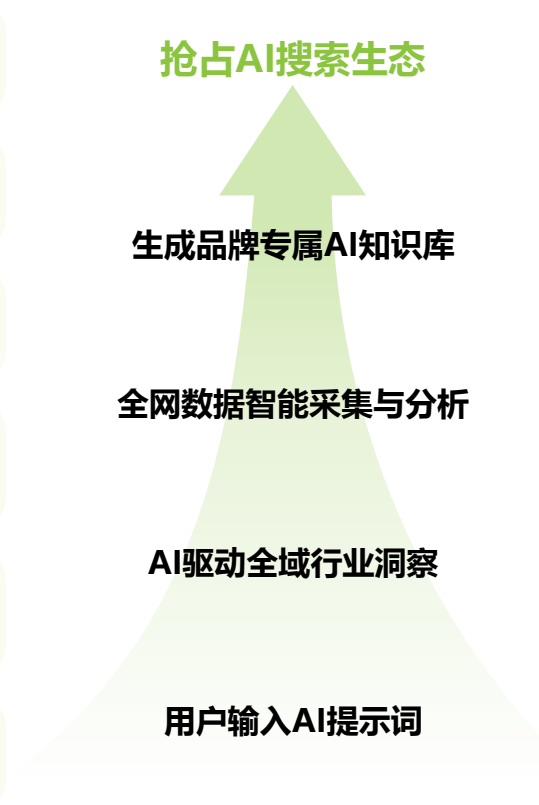 抢占AI搜索生态
生成品牌专属AI知识库
全网数据智能采集与分析
AI驱动全域行业洞察
用户输入AI提示词